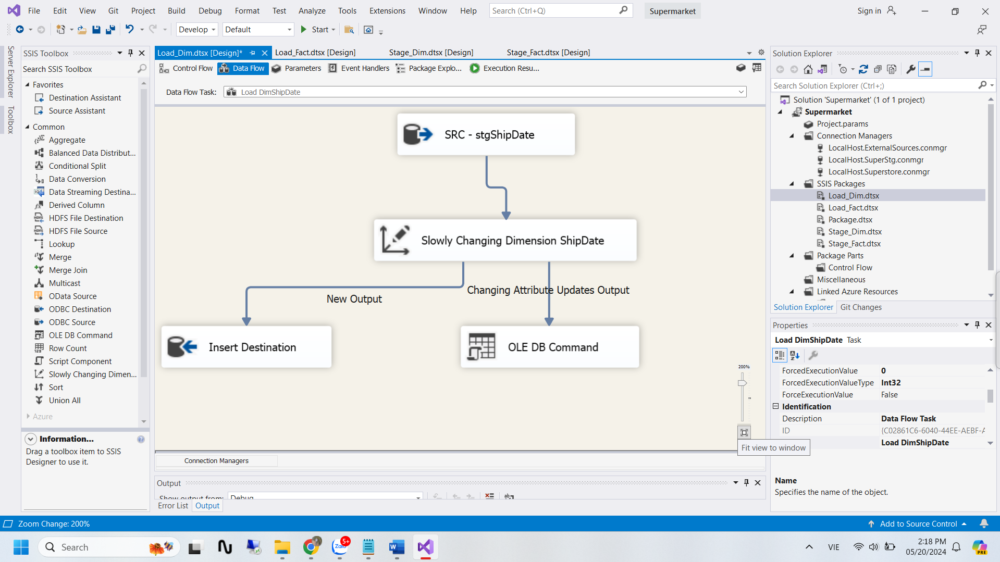 File Edit View Git Project Build Debug Format Test Analyze Tools Extensions Window Help Search (Ctrl+Q) Supermarket Sign in
Develop Default Start
Server Explorer
Toolbox
SSIS Toolbox
Search SSIS Toolbox
Favorites
Destination Assistant
Source Assistant
Common
Aggregate
Balanced Data Distribut...
Conditional Split
Data Conversion
Data Streaming Destina...
Derived Column
HDFS File Destination
HDFS File Source
Lookup
Merge
Merge Join
Multicast
OData Source
ODBC Destination
ODBC Source
OLE DB Command
Row Count
Script Component
Slowly Changing Dimen...
Sort
Union All
Azure
Information...
Drag a toolbox item to SSIS
Designer to use it.
Load_Dim.dtsx [Design]* Load_Fact.dtsx [Design] Stage_Dim.dtsx [Design] Stage_Fact.dtsx [Design]
Control Flow Data Flow Parameters Event Handlers Package Explo... Execution Resu...
Data Flow Task: Load DimShipDate
SRC - stgShipDate
Slowly Changing Dimension ShipDate
Changing Attribute Updates Output
New Output
Insert Destination
OLE DB Command
200%
Fit view to window
Connection Managers
Output
Show output from: Debug
Error List Output
Solution Explorer
Search Solution Explorer (Ctrl+;)
Solution 'Supermarket' (1 of 1 project)
Supermarket
Project.params
Connection Managers
LocalHost.ExternalSources.conmgr
LocalHost.SuperStg.conmgr
LocalHost.Superstore.conmgr
SSIS Packages
Load_Dim.dtsx
Load_Fact.dtsx
Package.dtsx
Stage_Dim.dtsx
Stage_Fact.dtsx
Package Parts
Control Flow
Miscellaneous
Linked Azure Resources
Solution Explorer Git Changes
Properties
Load DimShipDate Task
ForcedExecutionValue 0
ForcedExecutionValueType Int32
ForceExecutionValue False
Identification
Description Data Flow Task
ID {C02861C6-6040-44EE-AEBF-A
Load DimShipDate
Name
Specifies the name of the object.
Zoom Change: 200% Add to Source Control
Search
5+
Zalo
VIE
2:18 PM
05/20/2024
PRE